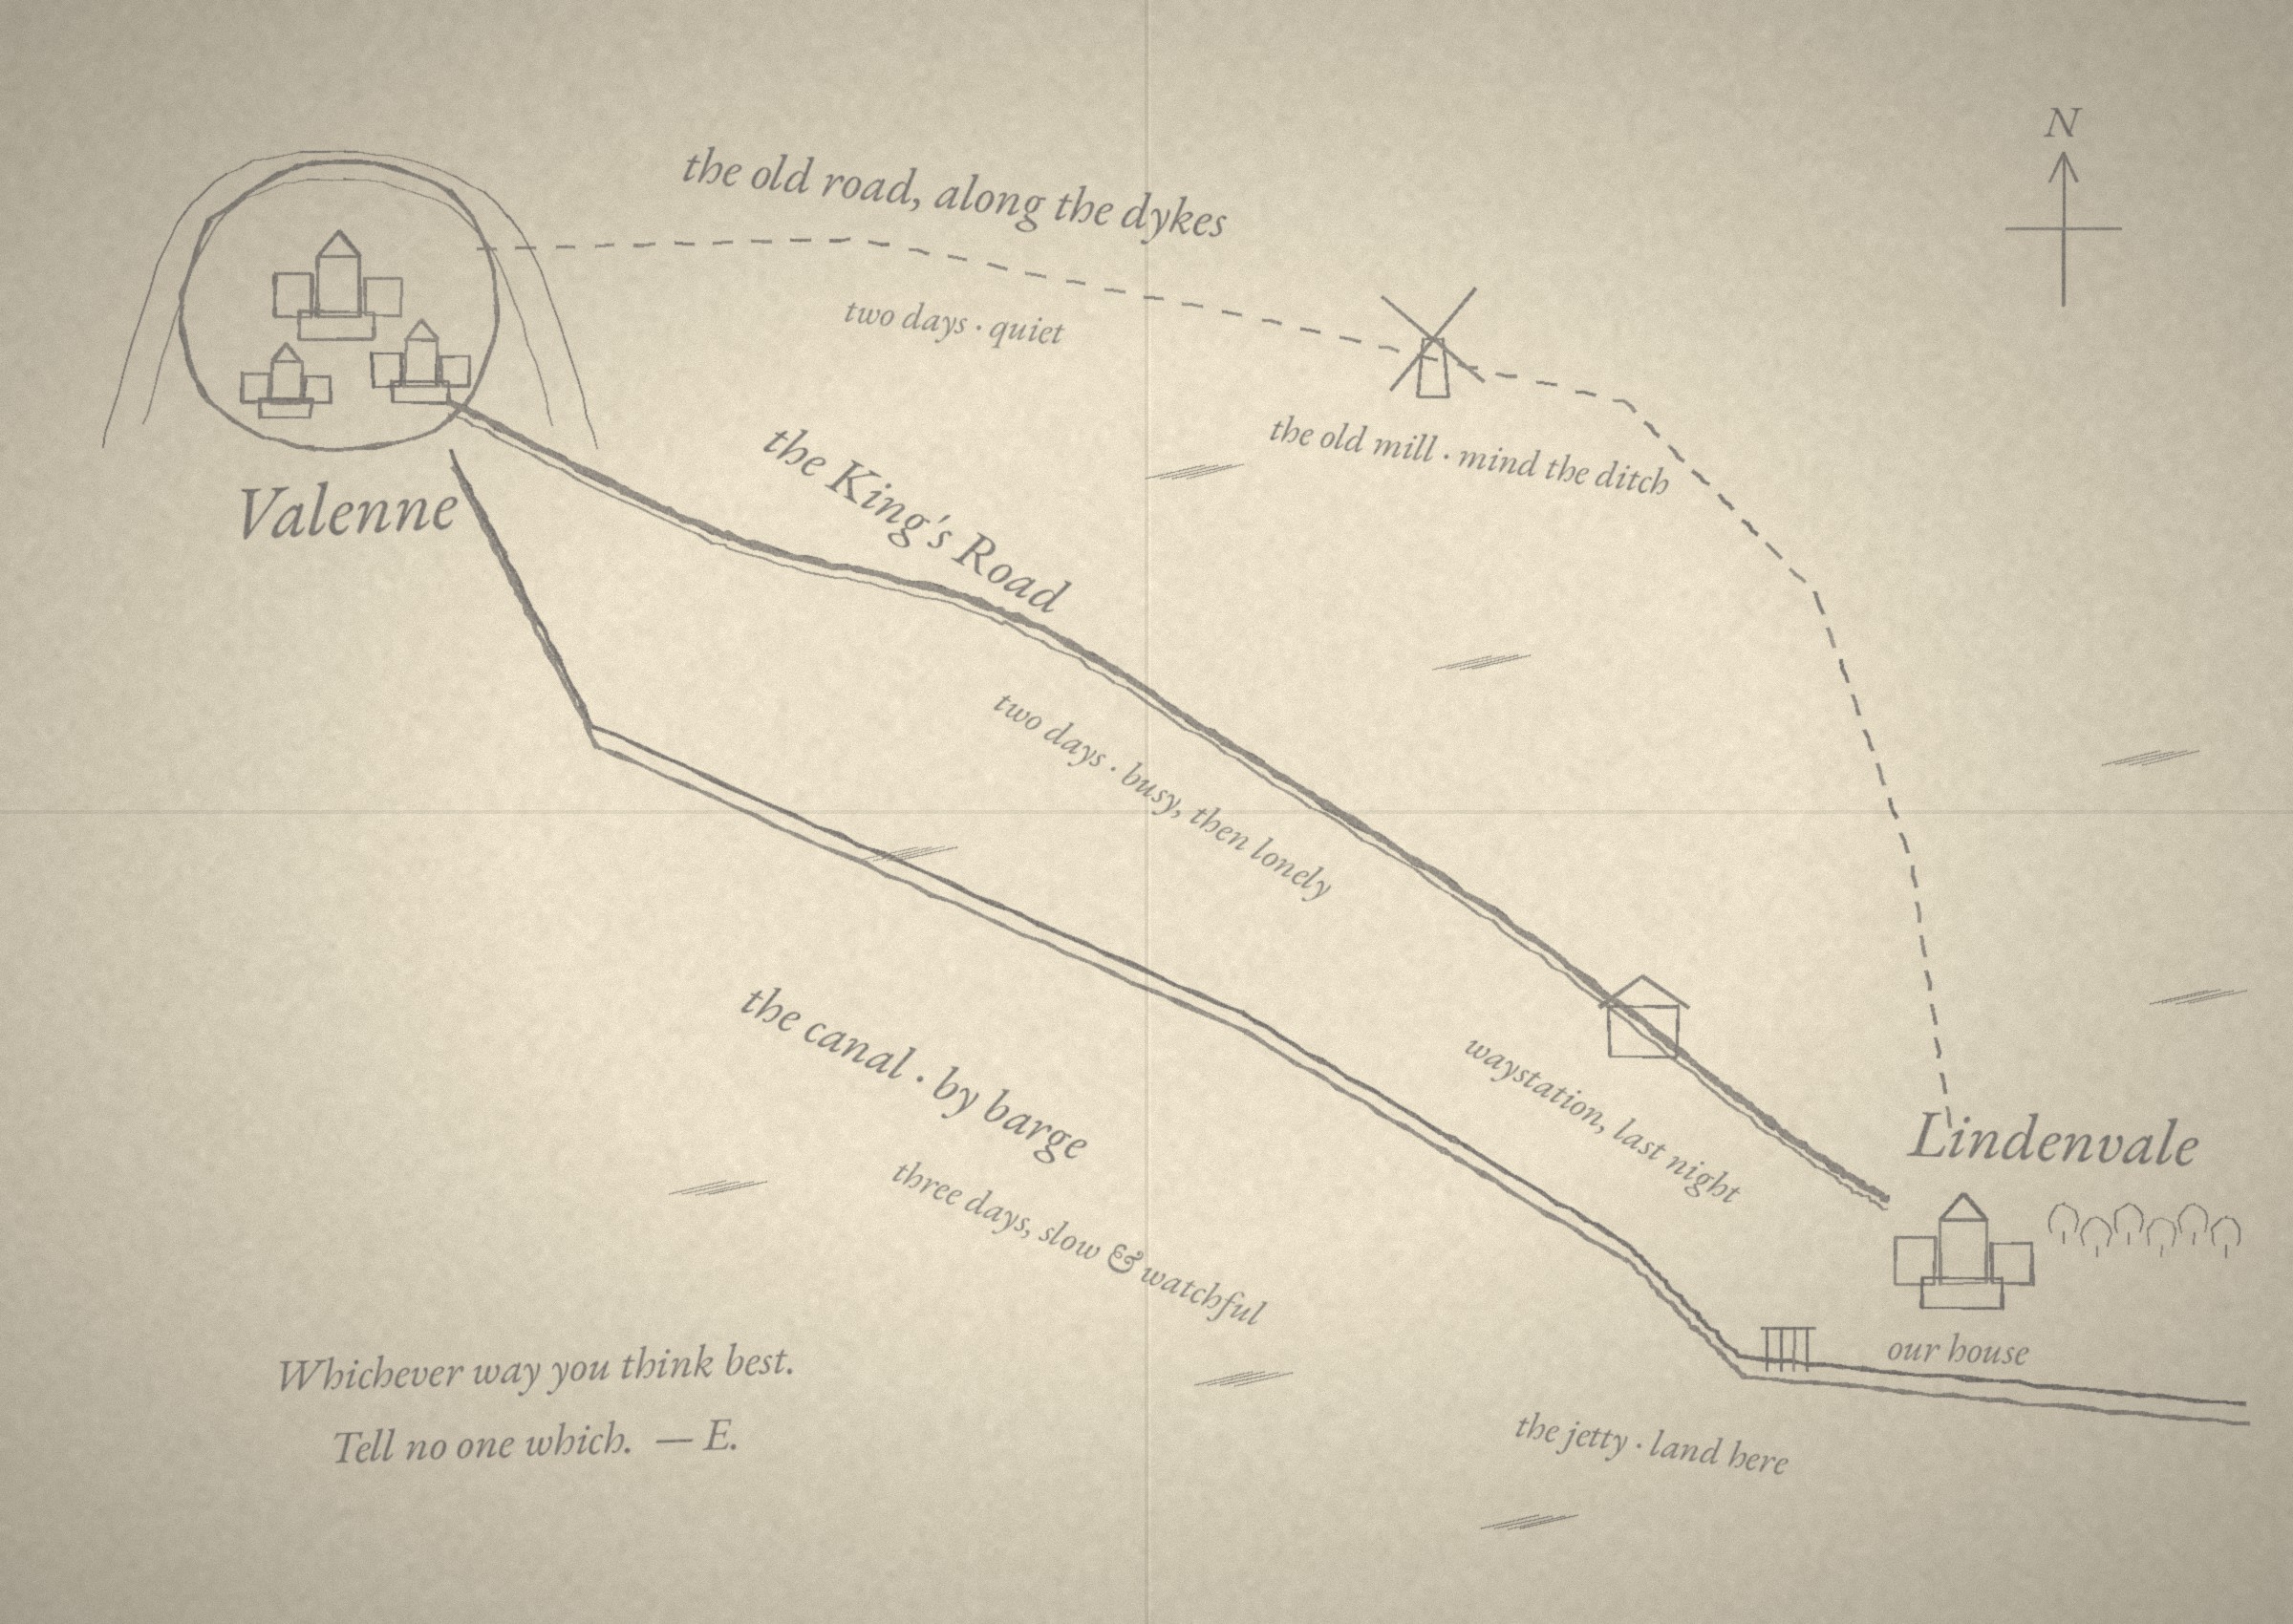 N
the old road, along the dykes
two days · quiet
the old mill · mind the ditch
the King's Road
Valenne
two days · busy, then lonely
the canal · by barge
waystation, last night
three days, slow & watchful
Lindenvale
our house
Whichever way you think best.
Tell no one which. — E.
the jetty · land here